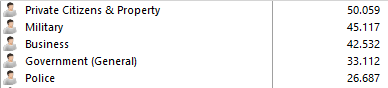 Private Citizens & Property 50.059
Military 45.117
Business 42.532
Government (General) 33.112
Police 26.687